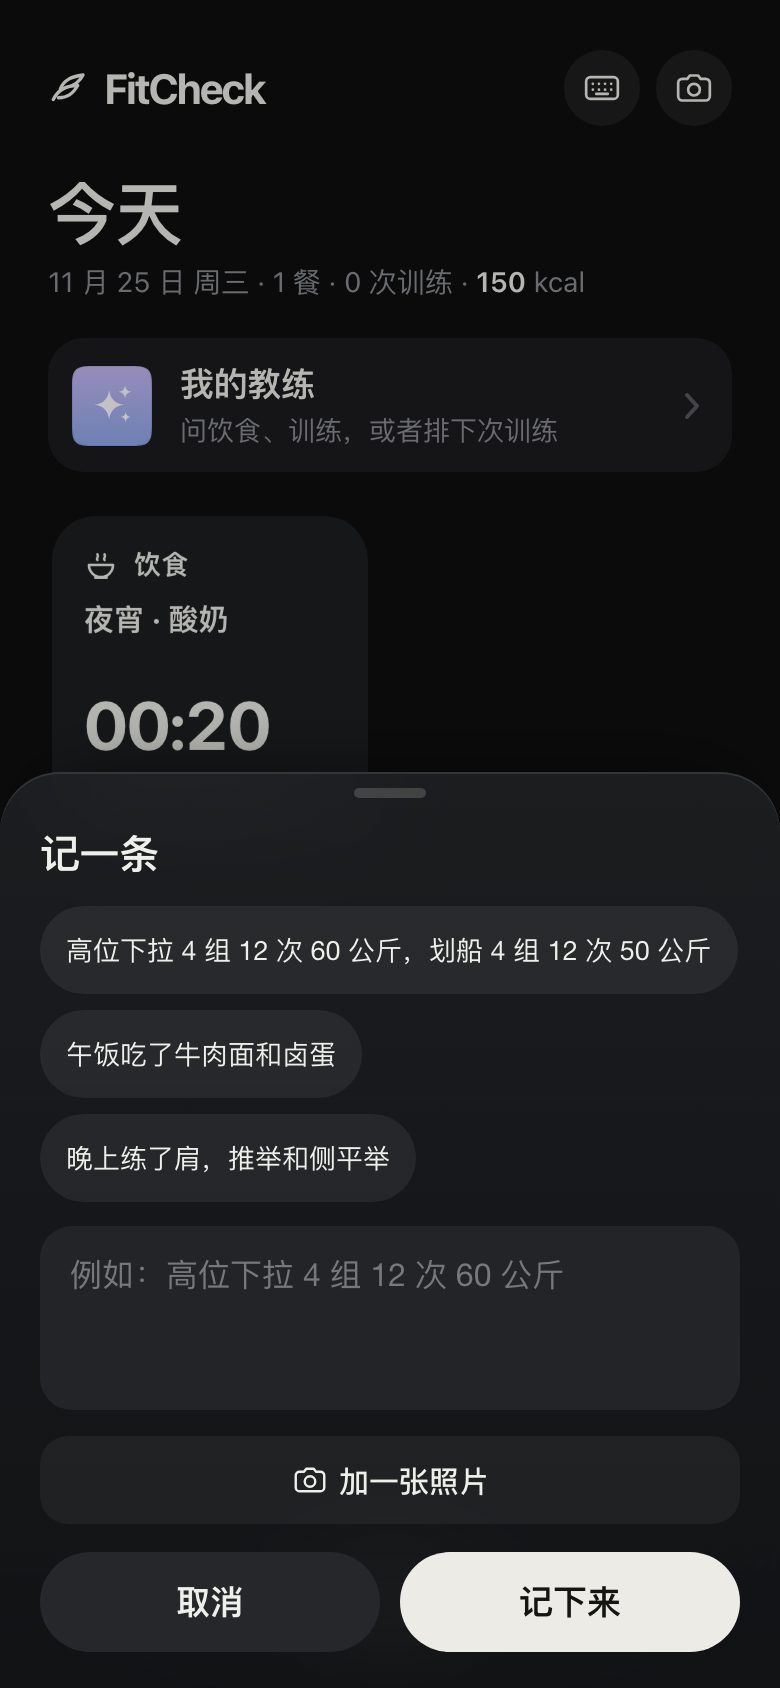 FitCheck
今天
11 月 25 日 周三 · 1 餐 · 0 次训练 · 150 kcal
我的教练
问饮食、训练，或者排下次训练
饮食
夜宵 · 酸奶
00:20
记一条
高位下拉 4 组 12 次 60 公斤，划船 4 组 12 次 50 公斤
午饭吃了牛肉面和卤蛋
晚上练了肩，推举和侧平举
例如：高位下拉 4 组 12 次 60 公斤
加一张照片
取消
记下来